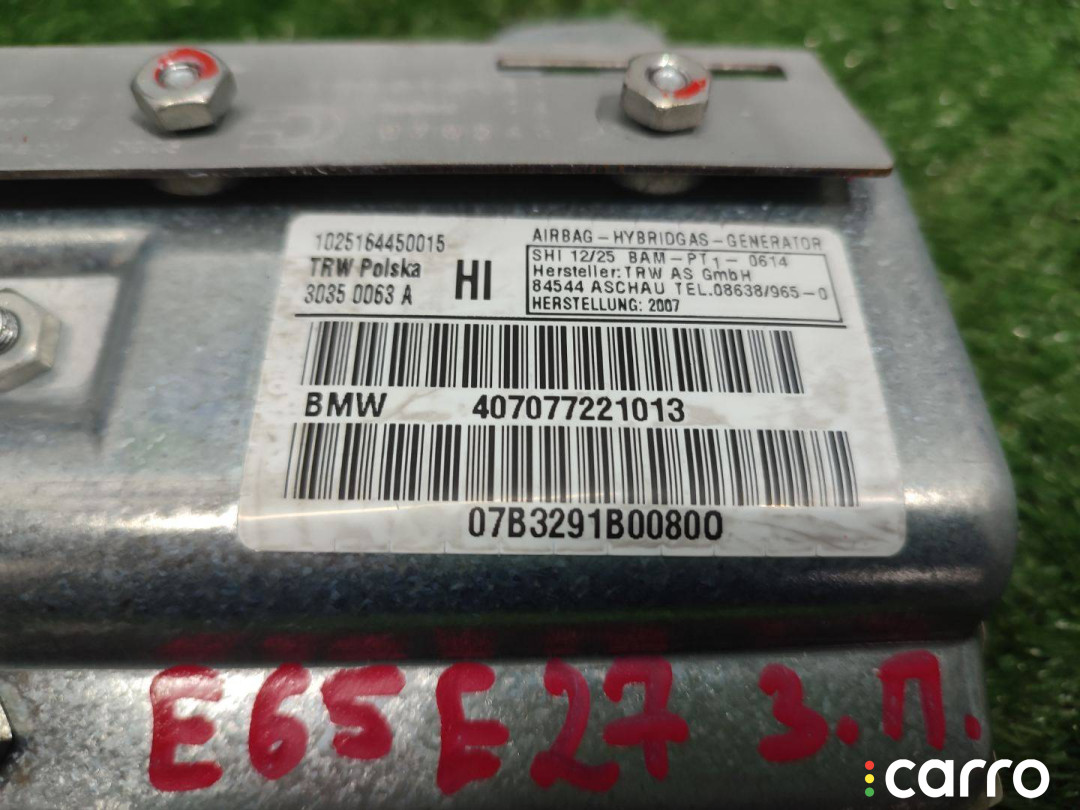 1025164450015
TRW Polska
3035 0063 A
HI
AIRBAG-HYBRIDGAS-GENERATOR
SHI 12/25 BAM-PT1-0614
Hersteller: TRW AS GmbH
84544 ASCHAU TEL.08638/965-0
HERSTELLUNG: 2007
BMW 407077221013
07B3291B00800
E65 E27 З.П.
carro